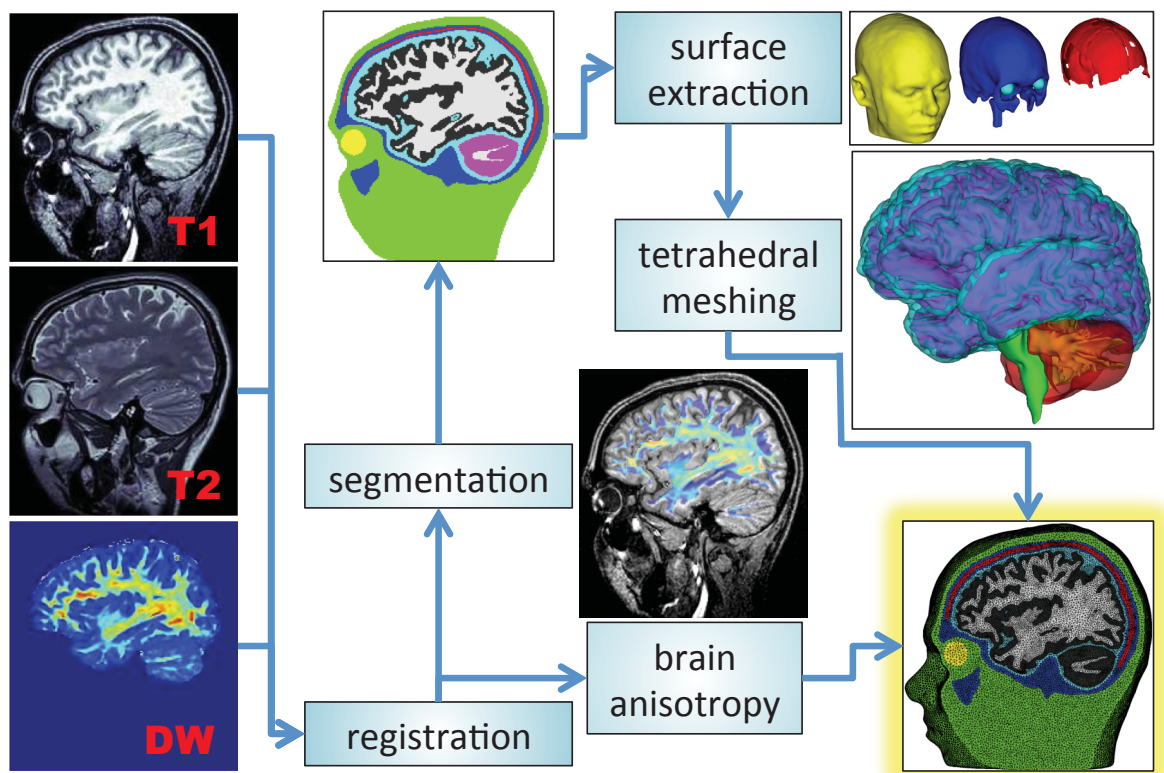 T1
T2
DW
registration
segmentation
surface
extraction
tetrahedral
meshing
brain
anisotropy